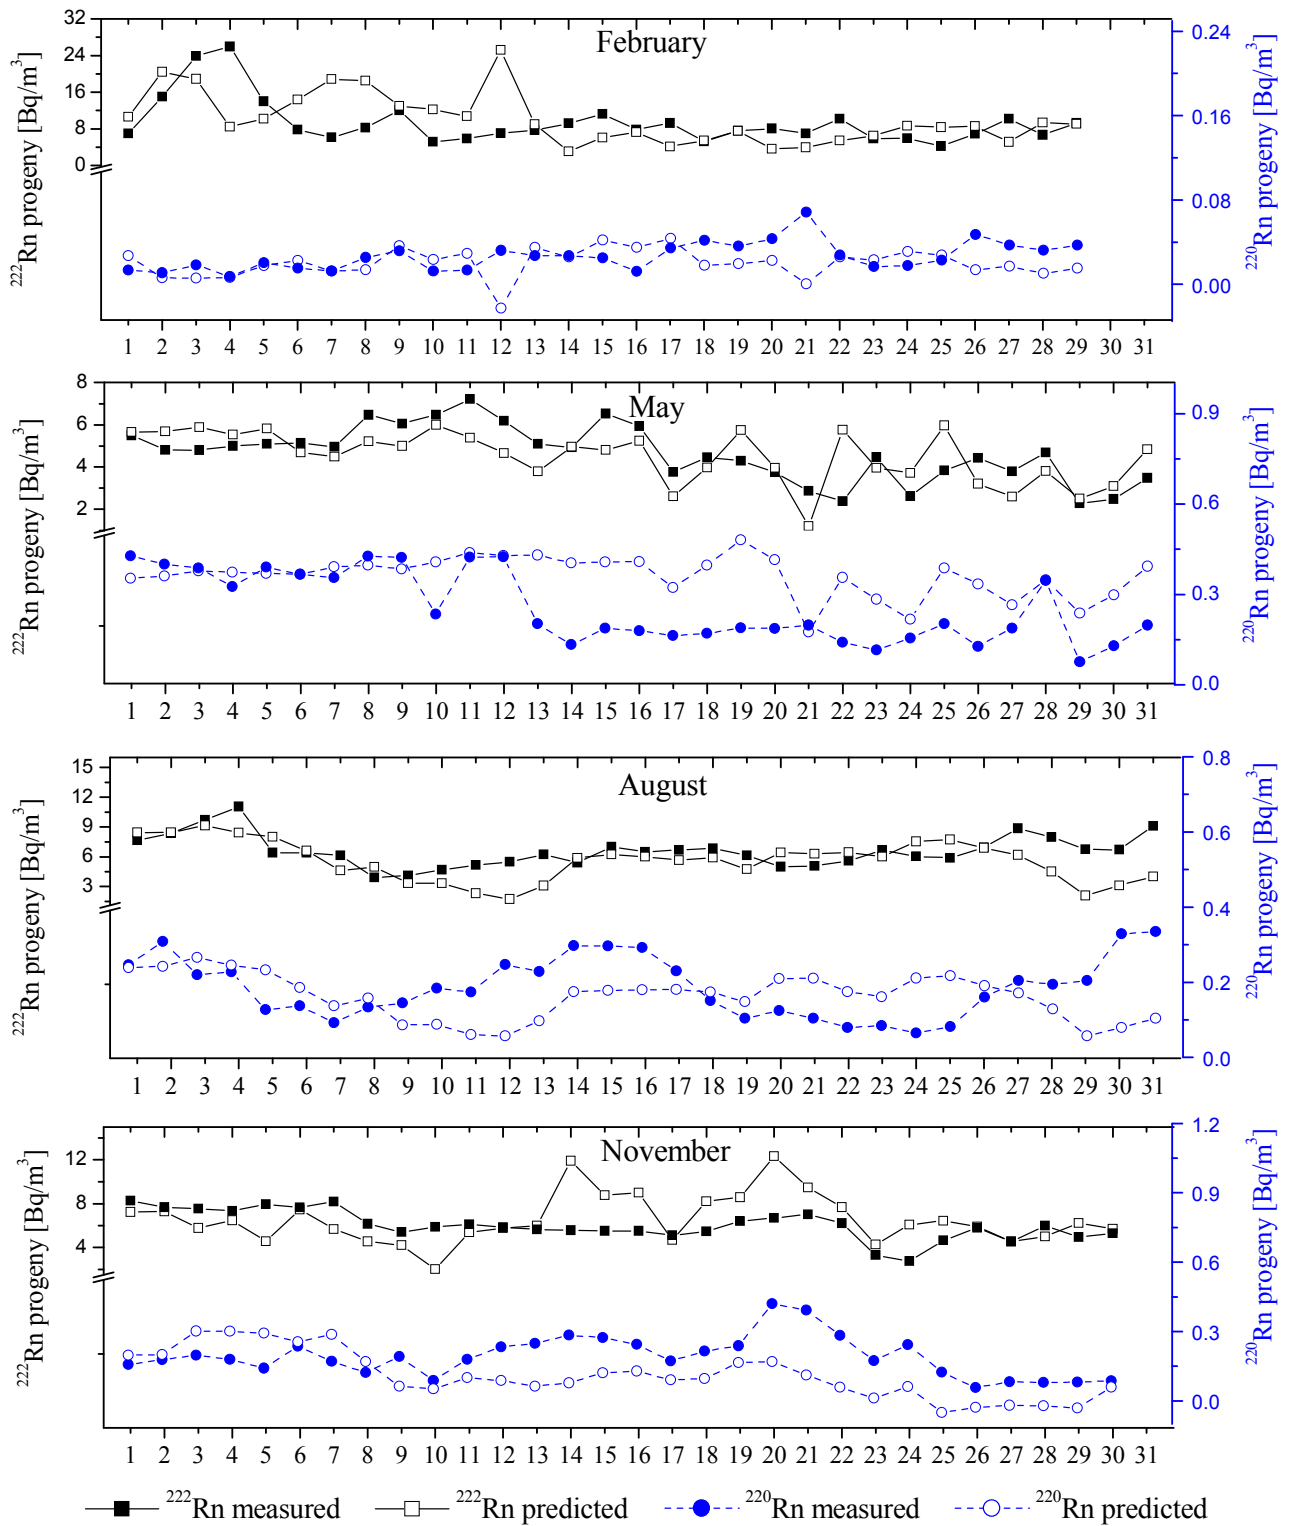 February
²²²Rn progeny [Bq/m³]
32
24
16
8
0
²²⁰Rn progeny [Bq/m³]
0.24
0.16
0.08
0.00
1 2 3 4 5 6 7 8 9 10 11 12 13 14 15 16 17 18 19 20 21 22 23 24 25 26 27 28 29 30 31
May
²²²Rn progeny [Bq/m³]
8
6
4
2
²²⁰Rn progeny [Bq/m³]
0.9
0.6
0.3
0.0
1 2 3 4 5 6 7 8 9 10 11 12 13 14 15 16 17 18 19 20 21 22 23 24 25 26 27 28 29 30 31
August
²²²Rn progeny [Bq/m³]
15
12
9
6
3
²²⁰Rn progeny [Bq/m³]
0.8
0.6
0.4
0.2
0.0
1 2 3 4 5 6 7 8 9 10 11 12 13 14 15 16 17 18 19 20 21 22 23 24 25 26 27 28 29 30 31
November
²²²Rn progeny [Bq/m³]
12
8
4
²²⁰Rn progeny [Bq/m³]
1.2
0.9
0.6
0.3
0.0
1 2 3 4 5 6 7 8 9 10 11 12 13 14 15 16 17 18 19 20 21 22 23 24 25 26 27 28 29 30 31
²²²Rn measured ²²²Rn predicted ²²⁰Rn measured ²²⁰Rn predicted